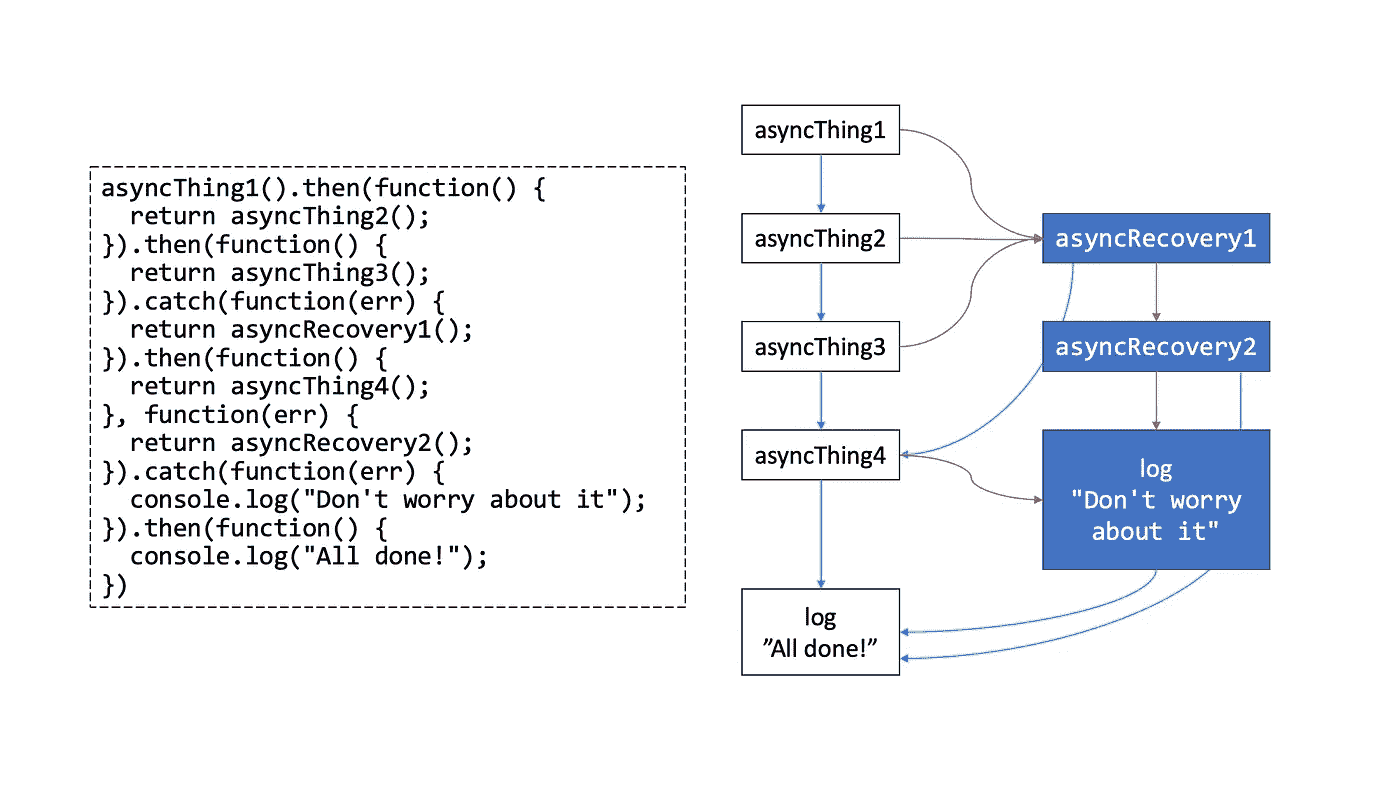 asyncThing1().then(function() {
  return asyncThing2();
}).then(function() {
  return asyncThing3();
}).catch(function(err) {
  return asyncRecovery1();
}).then(function() {
  return asyncThing4();
}, function(err) {
  return asyncRecovery2();
}).catch(function(err) {
  console.log("Don't worry about it");
}).then(function() {
  console.log("All done!");
})
asyncThing1
asyncThing2
asyncThing3
asyncThing4
log
”All done!”
asyncRecovery1
asyncRecovery2
log
"Don't worry
about it"